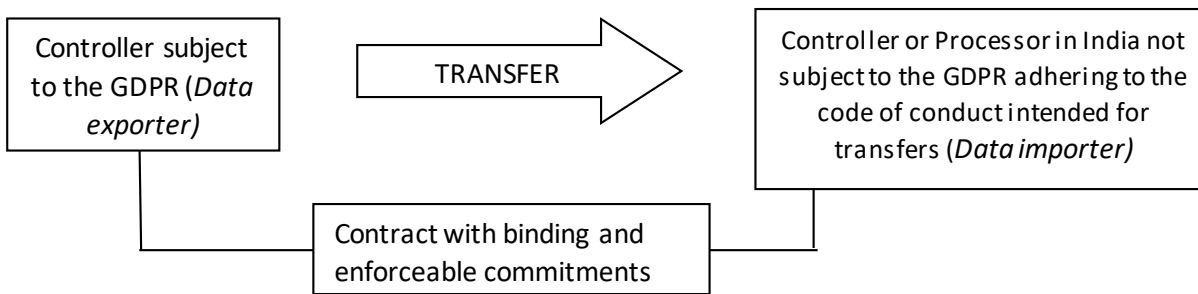 Controller subject
to the GDPR (Data
exporter)
TRANSFER
Controller or Processor in India not
subject to the GDPR adhering to the
code of conduct intended for
transfers (Data importer)
Contract with binding and
enforceable commitments